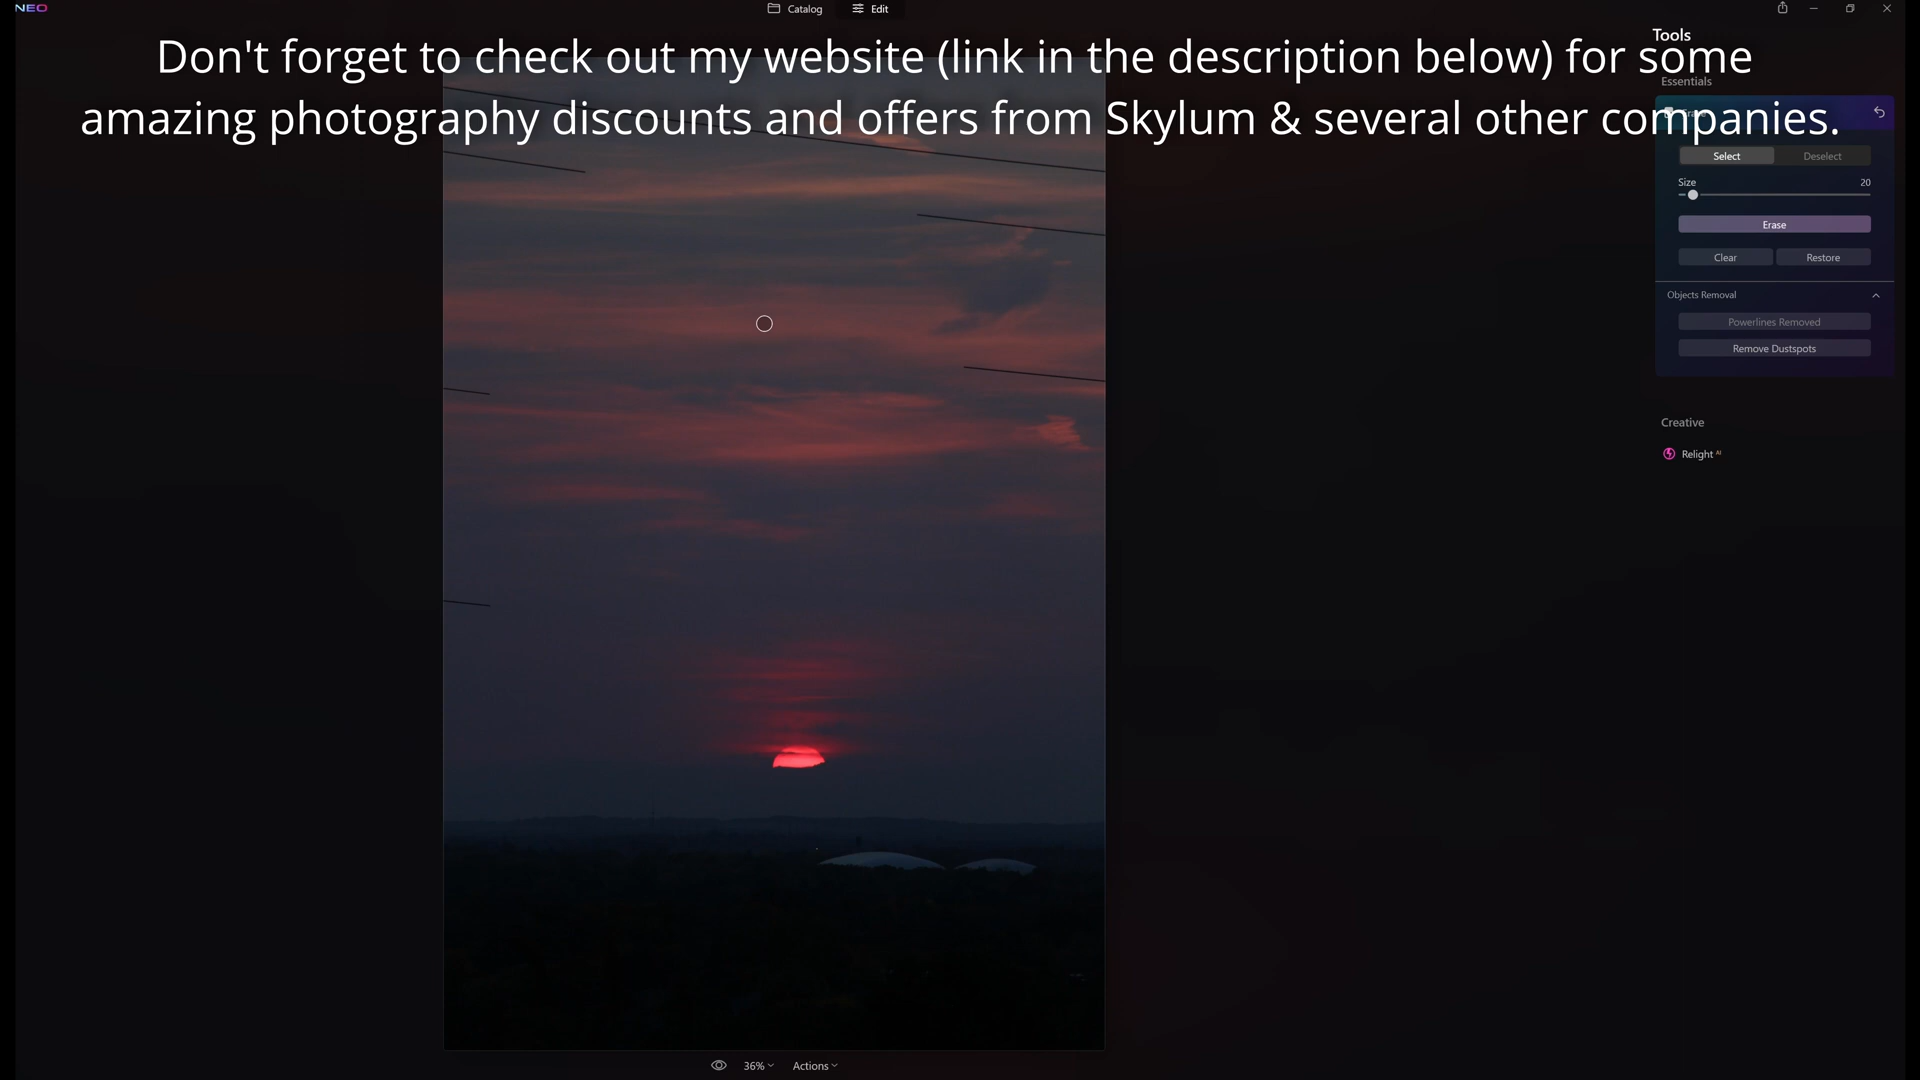 NEO
Catalog
Edit
Tools
Don't forget to check out my website (link in the description below) for some
amazing photography discounts and offers from Skylum & several other companies.
Essentials
Select
Deselect
Size
20
Erase
Clear
Restore
Objects Removal
Powerlines Removed
Remove Dustspots
Creative
Relight AI
36%
Actions